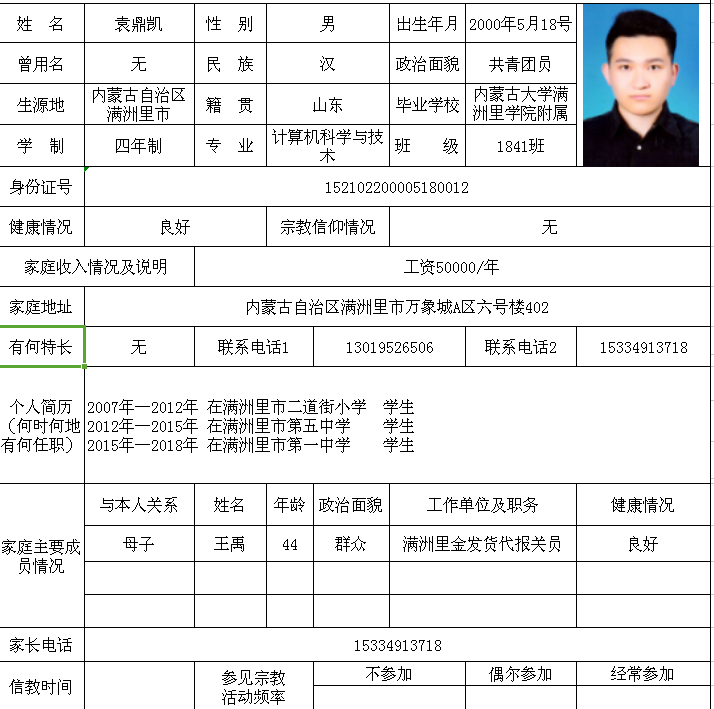 姓 名 袁鼎凯 性 别 男 出生年月 2000年5月18号
曾用名 无 民 族 汉 政治面貌 共青团员
生源地 内蒙古自治区
满洲里市 籍 贯 山东 毕业学校 内蒙古大学满
洲里学院附属
学 制 四年制 专 业 计算机科学与技
术 班 级 1841班
身份证号 152102200005180012
健康情况 良好 宗教信仰情况 无
家庭收入情况及说明 工资50000/年
家庭地址 内蒙古自治区满洲里市万象城A区六号楼402
有何特长 无 联系电话1 13019526506 联系电话2 15334913718
个人简历
(何时何地
有何任职)
2007年—2012年 在满洲里市二道街小学 学生
2012年—2015年 在满洲里市第五中学 学生
2015年—2018年 在满洲里市第一中学 学生
家庭主要成
员情况
与本人关系 姓名 年龄 政治面貌 工作单位及职务 健康情况
母子 王禹 44 群众 满洲里金发货代报关员 良好
家长电话 15334913718
信教时间 参见宗教
活动频率 不参加 偶尔参加 经常参加